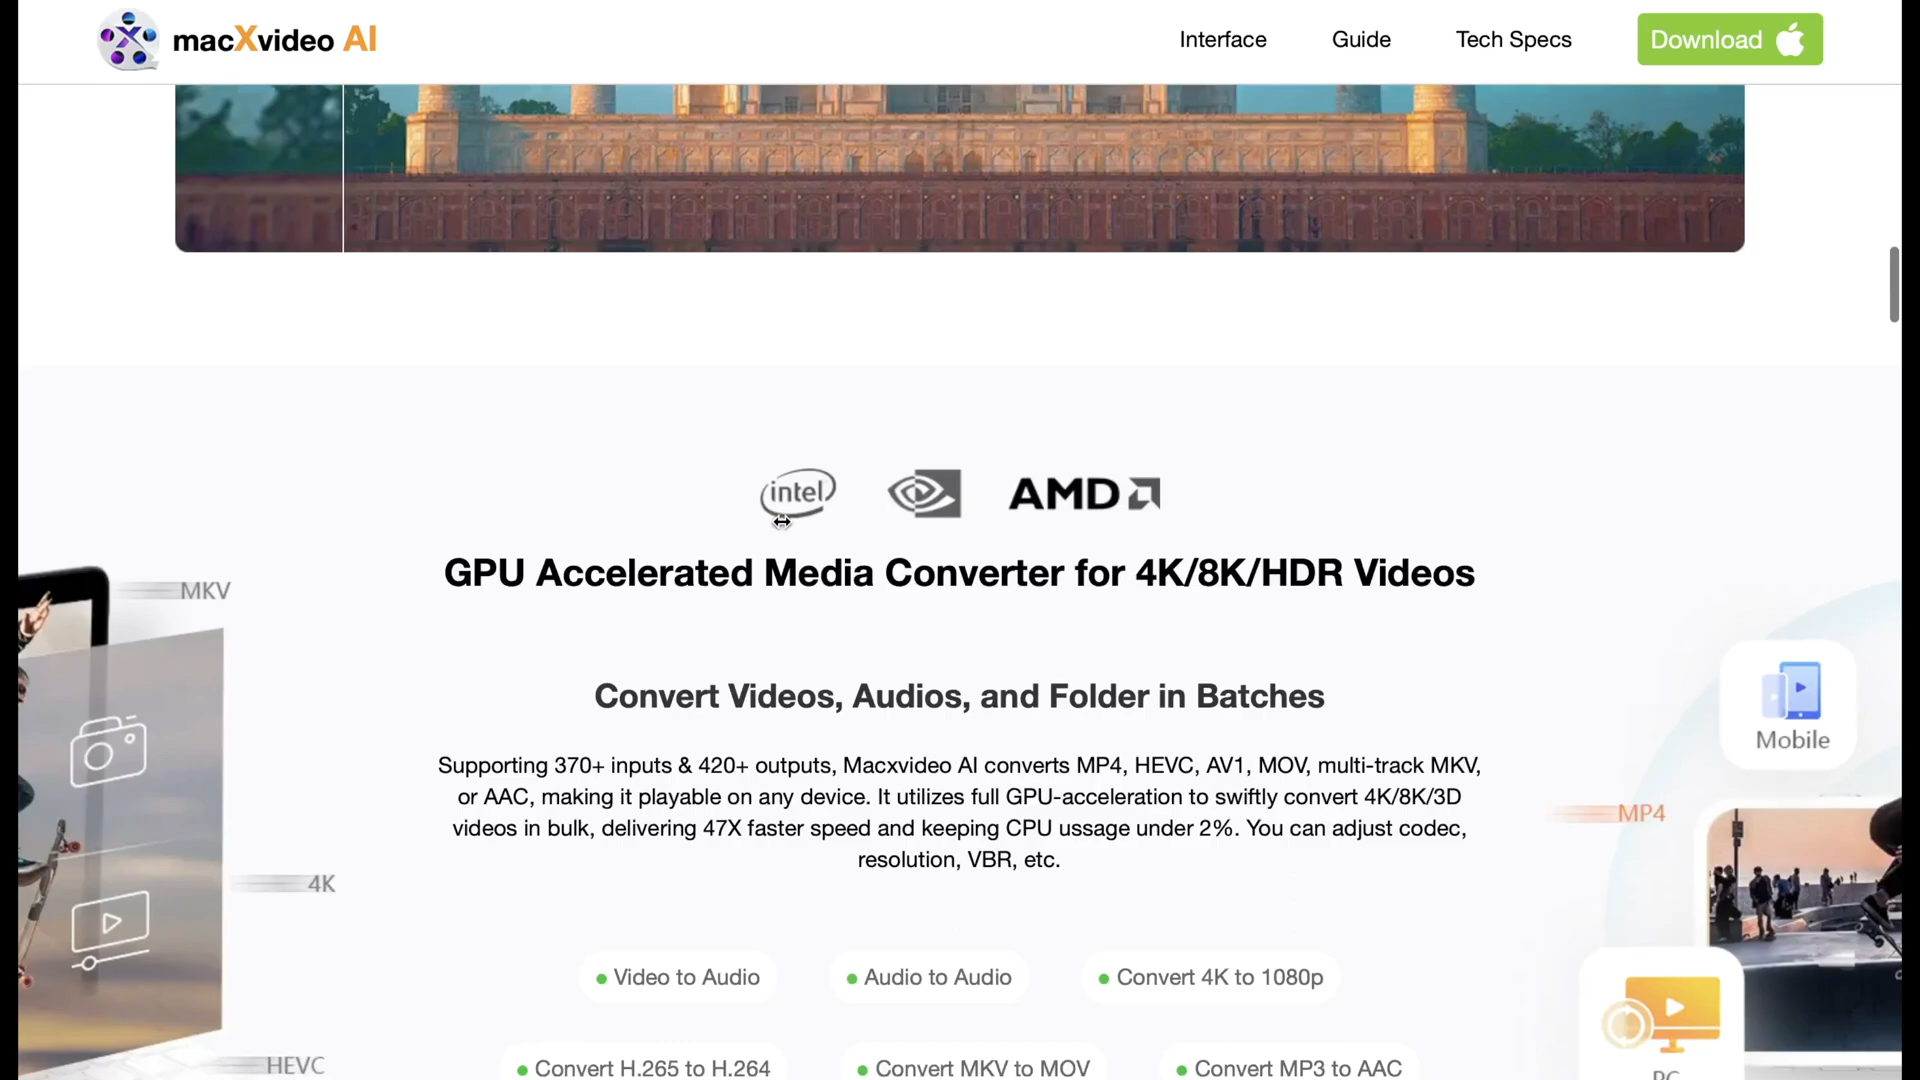 macXvideo AI
Interface
Guide
Tech Specs
Download
intel
AMD
GPU Accelerated Media Converter for 4K/8K/HDR Videos
MKV
Convert Videos, Audios, and Folder in Batches
Mobile
Supporting 370+ inputs & 420+ outputs, Macxvideo AI converts MP4, HEVC, AV1, MOV, multi-track MKV,
or AAC, making it playable on any device. It utilizes full GPU-acceleration to swiftly convert 4K/8K/3D
videos in bulk, delivering 47X faster speed and keeping CPU ussage under 2%. You can adjust codec,
resolution, VBR, etc.
MP4
4K
Video to Audio
Audio to Audio
Convert 4K to 1080p
HEVC
Convert H.265 to H.264
Convert MKV to MOV
Convert MP3 to AAC
PC